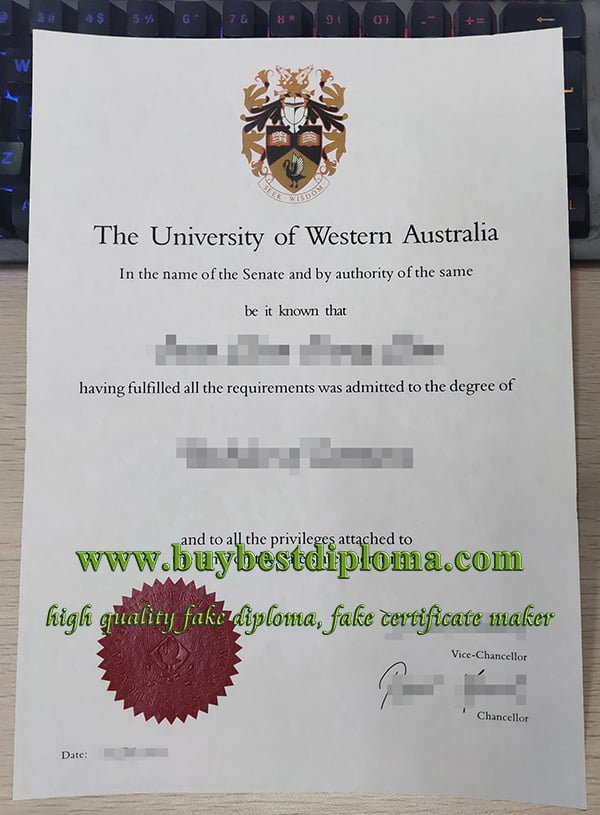 SEEK · WISDOM
The University of Western Australia
In the name of the Senate and by authority of the same
be it known that
having fulfilled all the requirements was admitted to the degree of
and to all the privileges attached to
www.buybestdiploma.com
high quality fake diploma, fake certificate maker
Vice-Chancellor
Chancellor
Date: